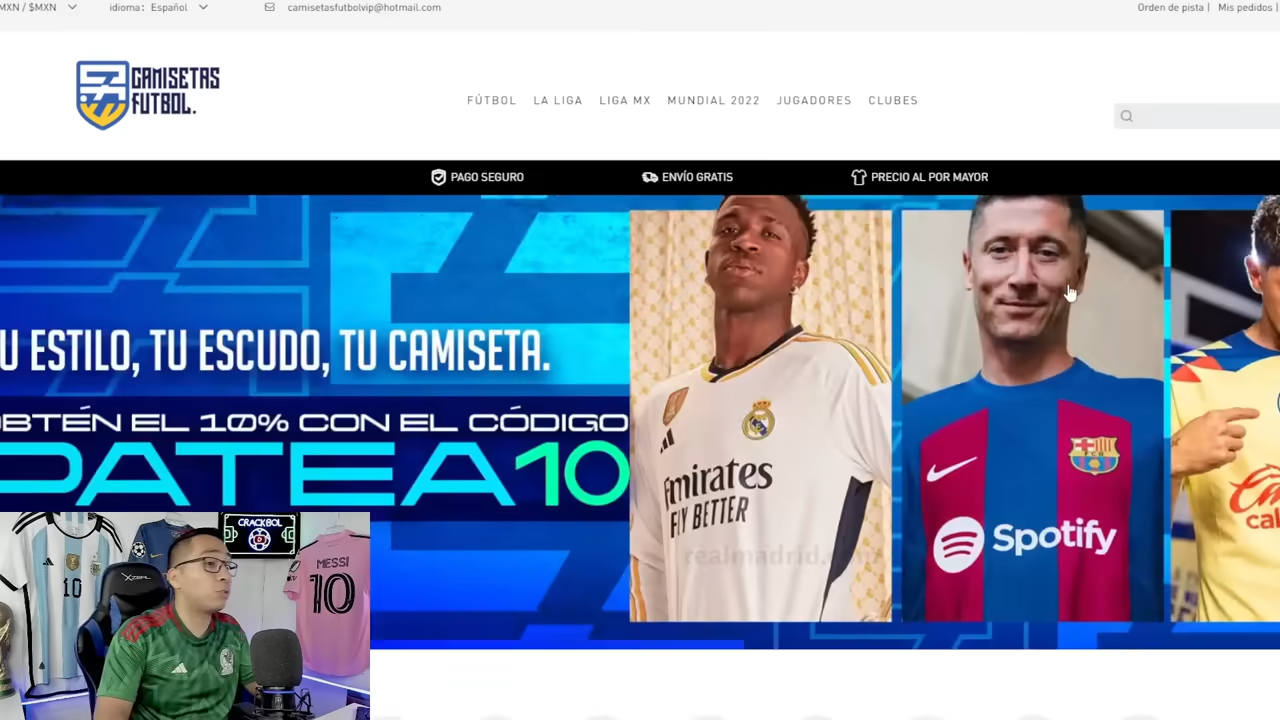 MXN / $MXN
idioma: Español
camisetasfutbolvip@hotmail.com
Orden de pista |
Mis pedidos |
CAMISETAS
FUTBOL.
FÚTBOL
LA LIGA
LIGA MX
MUNDIAL 2022
JUGADORES
CLUBES
PAGO SEGURO
ENVÍO GRATIS
PRECIO AL POR MAYOR
U ESTILO, TU ESCUDO, TU CAMISETA.
OBTÉN EL 10% CON EL CÓDIGO
PATEA10
Emirates
FLY BETTER
realmadrid.
Spotify
CRACKBOL
MESSI
10
10